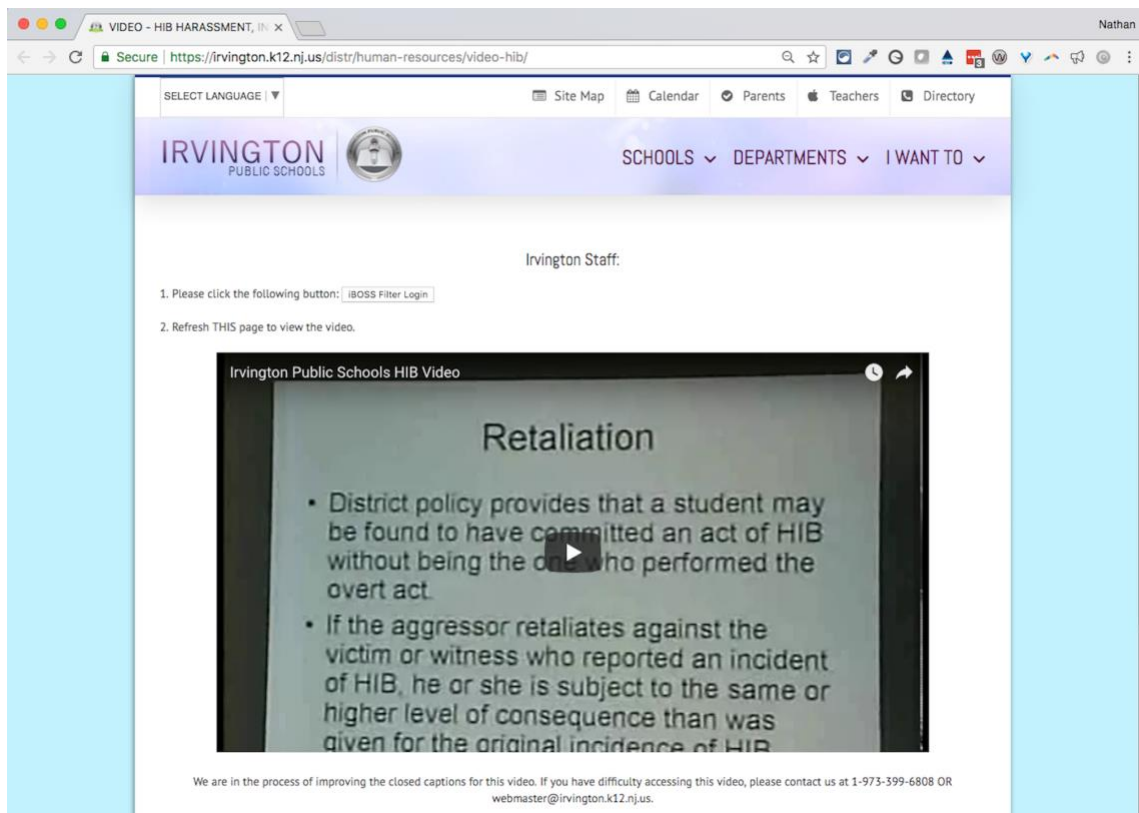 VIDEO - HIB HARASSMENT, IN
Nathan
Secure | https://irvington.k12.nj.us/distr/human-resources/video-hib/
3
SELECT LANGUAGE | ▼
Site Map
Calendar
Parents
Teachers
Directory
IRVINGTON
PUBLIC SCHOOLS
SCHOOLS
DEPARTMENTS
I WANT TO
Irvington Staff:
1. Please click the following button: iBOSS Filter Login
2. Refresh THIS page to view the video.
Irvington Public Schools HIB Video
Retaliation
• District policy provides that a student may
be found to have committed an act of HIB
without being the one who performed the
overt act.
• If the aggressor retaliates against the
victim or witness who reported an incident
of HIB, he or she is subject to the same or
higher level of consequence than was
given for the original incidence of HIB
We are in the process of improving the closed captions for this video. If you have difficulty accessing this video, please contact us at 1-973-399-6808 OR
webmaster@irvington.k12.nj.us.